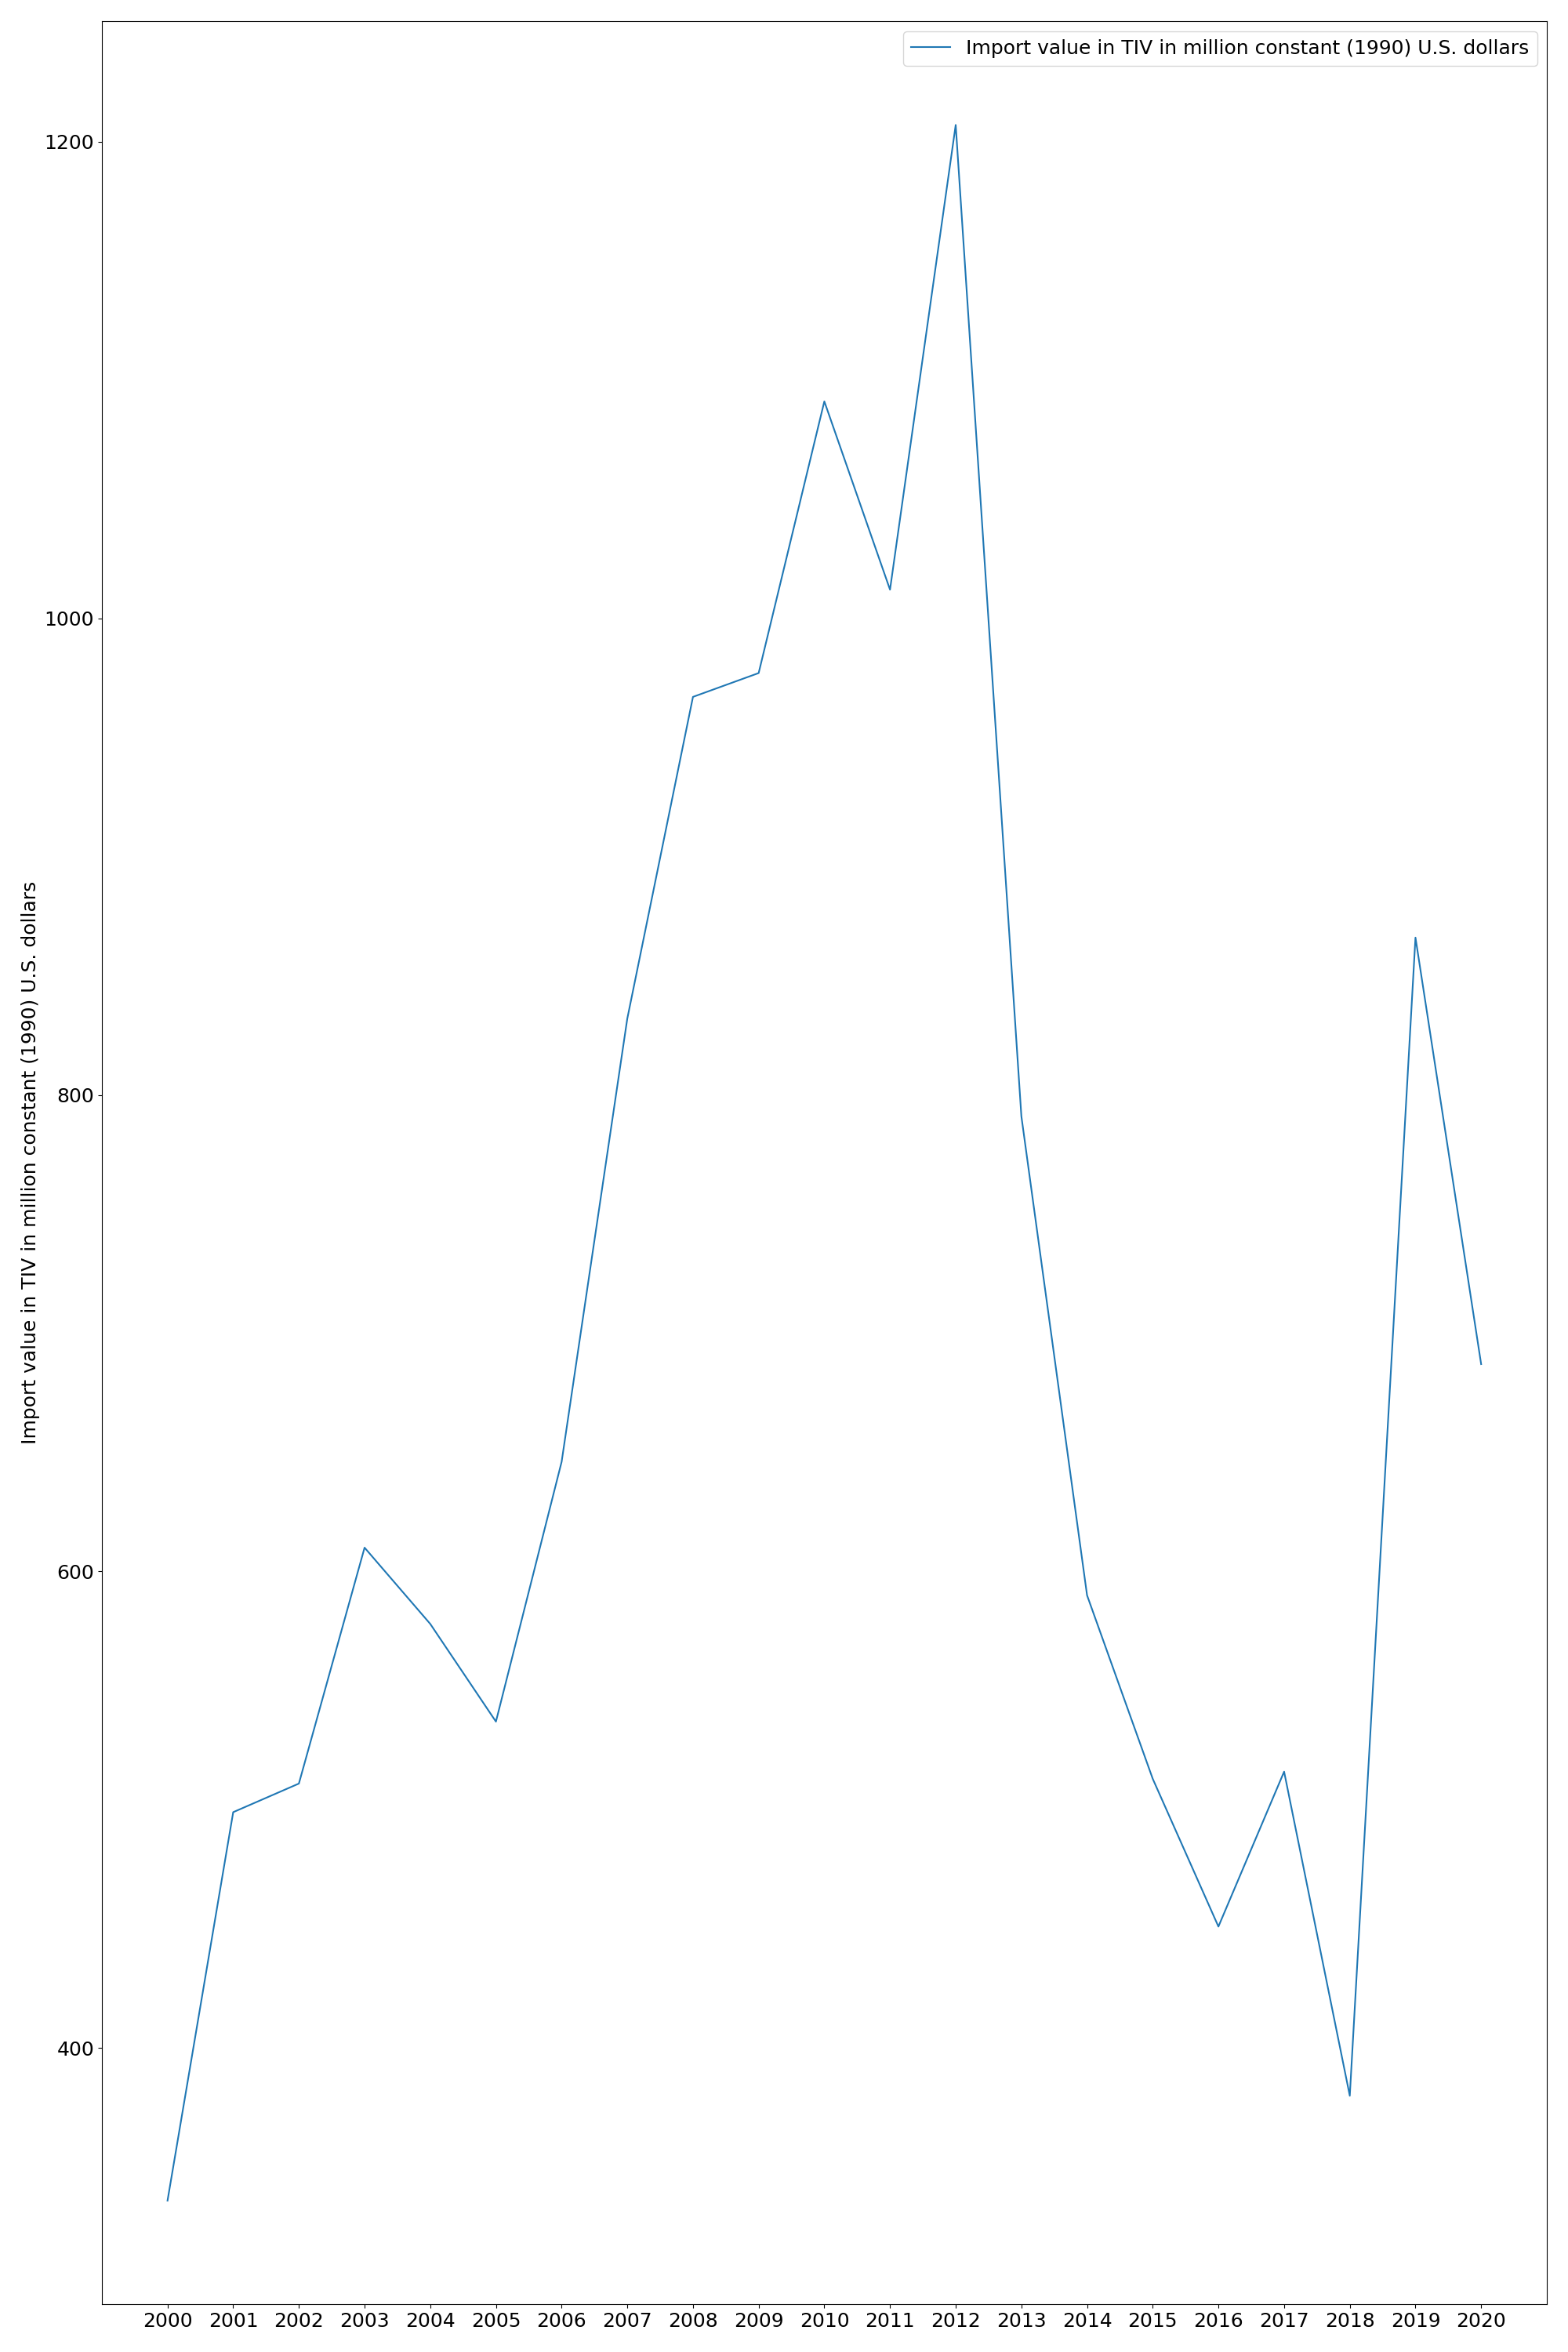 Import value in TIV in million constant (1990) U.S. dollars
1200
1000
800
600
400
Import value in TIV in million constant (1990) U.S. dollars
2000 2001 2002 2003 2004 2005 2006 2007 2008 2009 2010 2011 2012 2013 2014 2015 2016 2017 2018 2019 2020